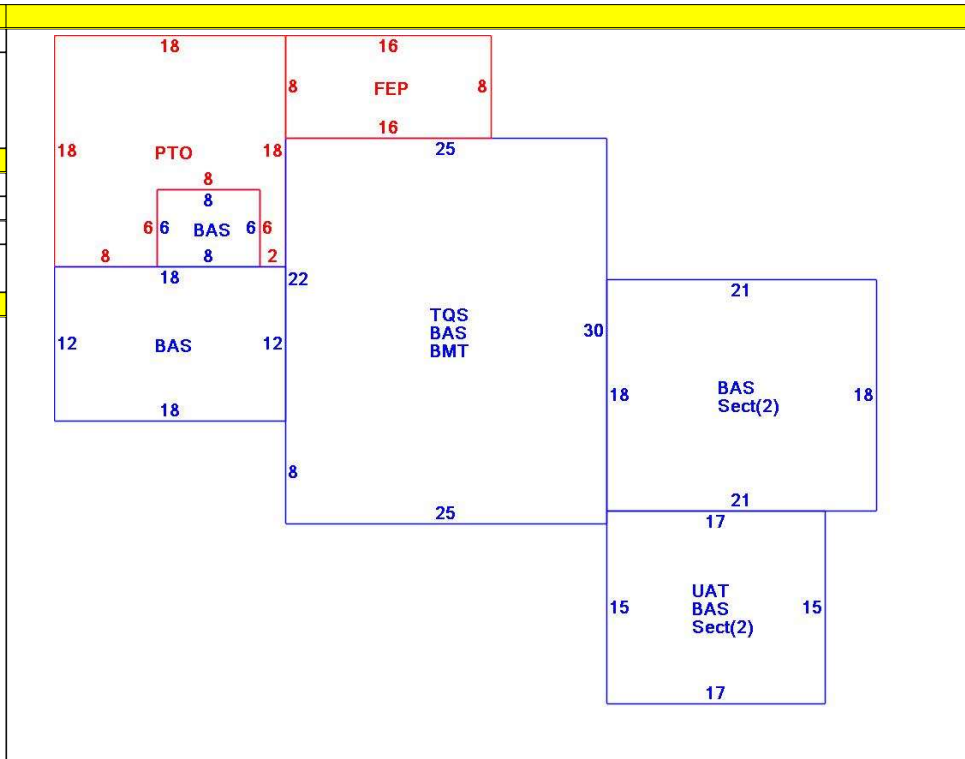 18 16
8 FEP 8
16
25
18 PTO 18
8
8
6 6 BAS 6 6
8 8 2
18 22
21
TQS
BAS
BMT
30
12 BAS 12
BAS
Sect(2)
18 18
18
8
21
25
17
UAT
BAS
Sect(2)
15 15
17